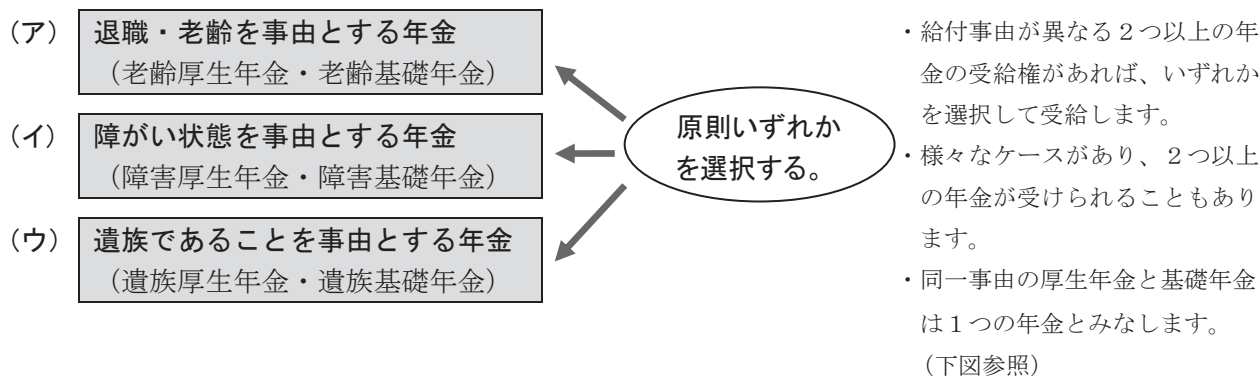 (ア) 退職・老齢を事由とする年金
(老齢厚生年金・老齢基礎年金)
(イ) 障がい状態を事由とする年金
(障害厚生年金・障害基礎年金)
(ウ) 遺族であることを事由とする年金
(遺族厚生年金・遺族基礎年金)
原則いずれか
を選択する。
・給付事由が異なる２つ以上の年
金の受給権があれば、いずれか
を選択して受給します。
・様々なケースがあり、２つ以上
の年金が受けられることもあり
ます。
・同一事由の厚生年金と基礎年金
は１つの年金とみなします。
(下図参照)